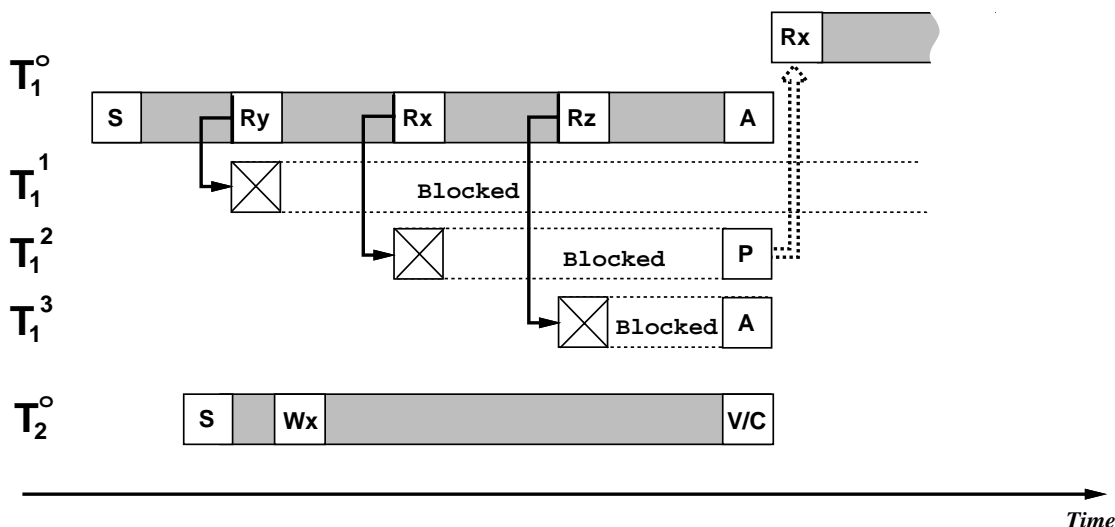 Rx
T₁°
S Ry Rx Rz A
T₁¹
Blocked
T₁²
Blocked P
T₁³
Blocked A
T₂°
S Wx V/C
Time